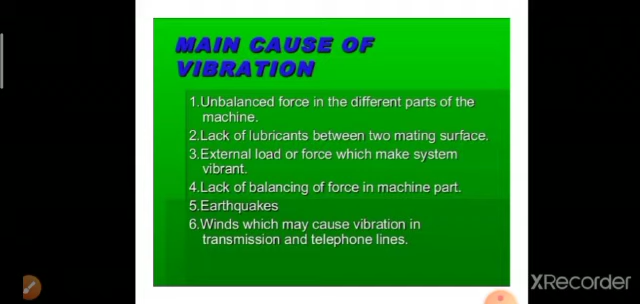 MAIN CAUSE OF
VIBRATION
1.Unbalanced force in the different parts of the
machine.
2.Lack of lubricants between two mating surface.
3.External load or force which make system
vibrant.
4.Lack of balancing of force in machine part.
5.Earthquakes
6.Winds which may cause vibration in
transmission and telephone lines.
XRecorder